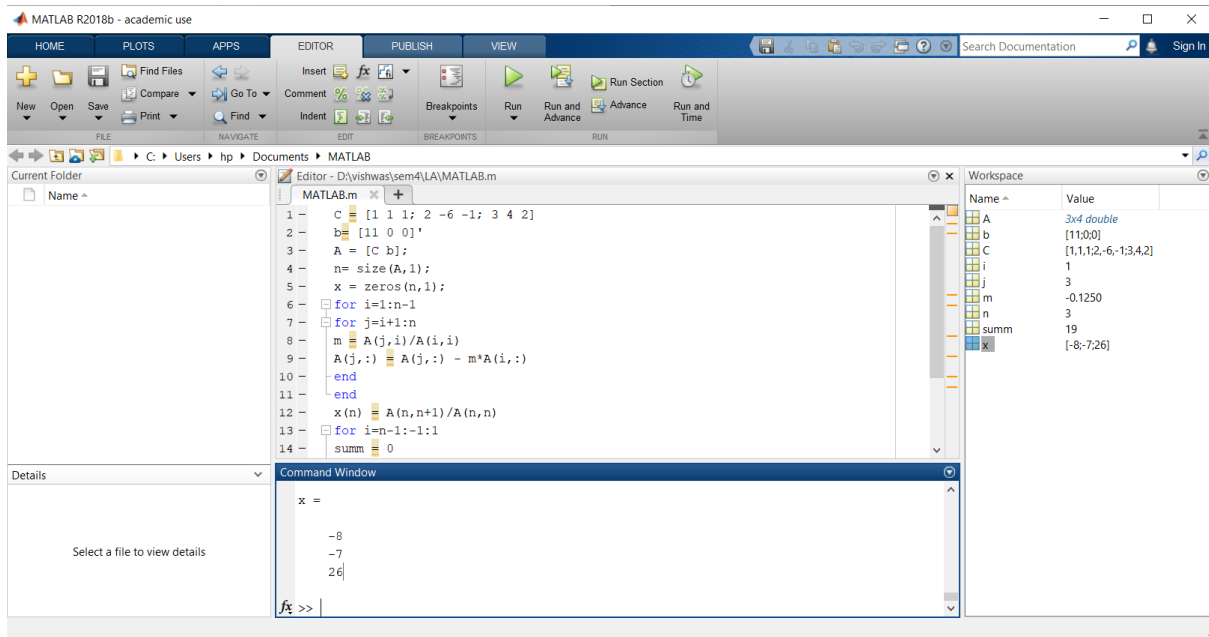 MATLAB R2018b - academic use
HOME PLOTS APPS EDITOR PUBLISH VIEW Search Documentation Sign In
New Open Save Find Files Compare Print
Go To Find
Insert fx Comment Indent
Breakpoints
Run Run and Advance Run Section Advance Run and Time
FILE NAVIGATE EDIT BREAKPOINTS RUN
C: Users hp Documents MATLAB
Current Folder
Name
Editor - D:\vishwas\sem4\LA\MATLAB.m
MATLAB.m
1 - C = [1 1 1; 2 -6 -1; 3 4 2]
2 - b= [11 0 0]'
3 - A = [C b];
4 - n= size(A,1);
5 - x = zeros(n,1);
6 - for i=1:n-1
7 - for j=i+1:n
8 - m = A(j,i)/A(i,i)
9 - A(j,:) = A(j,:) - m*A(i,:)
10 - end
11 - end
12 - x(n) = A(n,n+1)/A(n,n)
13 - for i=n-1:-1:1
14 - summ = 0
Workspace
Name Value
A 3x4 double
b [11;0;0]
C [1,1,1;2,-6,-1;3,4,2]
i 1
j 3
m -0.1250
n 3
summ 19
x [-8;-7;26]
Details
Select a file to view details
Command Window
x =
-8
-7
26
fx >>